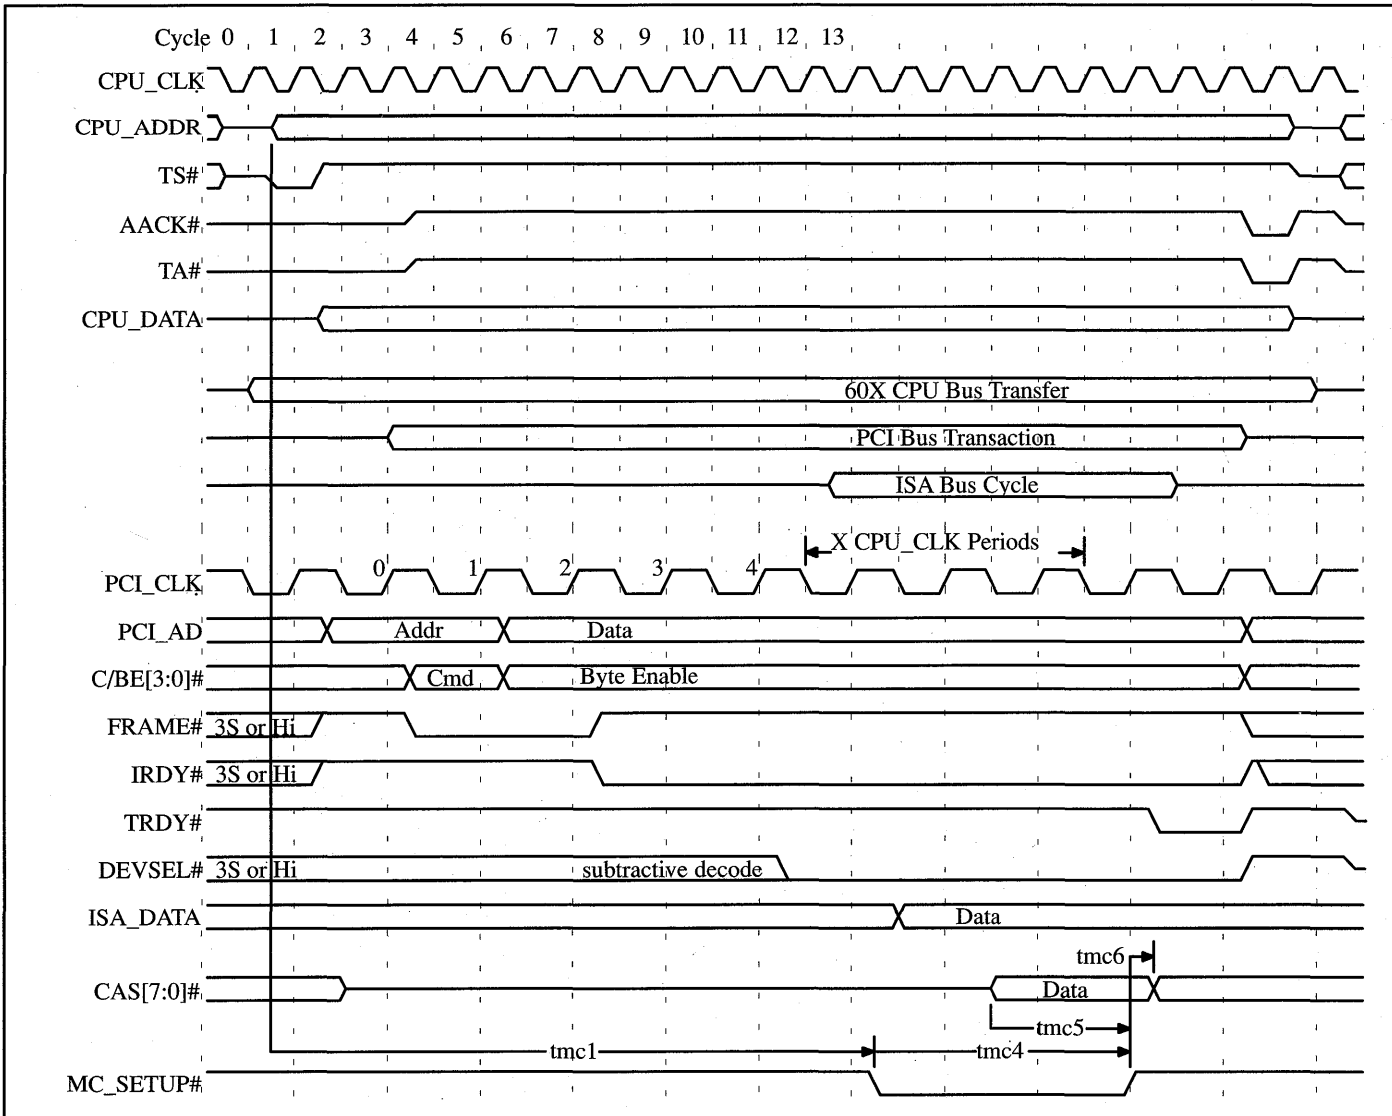 Cycle 0 1 2 3 4 5 6 7 8 9 10 11 12 13
CPU_CLK
CPU_ADDR
TS#
AACK#
TA#
CPU_DATA
60X CPU Bus Transfer
PCI Bus Transaction
ISA Bus Cycle
X CPU_CLK Periods
PCI_CLK 0 1 2 3 4
PCI_AD Addr Data
C/BE[3:0]# Cmd Byte Enable
FRAME# 3S or Hi
IRDY# 3S or Hi
TRDY#
DEVSEL# 3S or Hi subtractive decode
ISA_DATA Data
tmc6
CAS[7:0]# Data
tmc5
tmc1 tmc4
MC_SETUP#